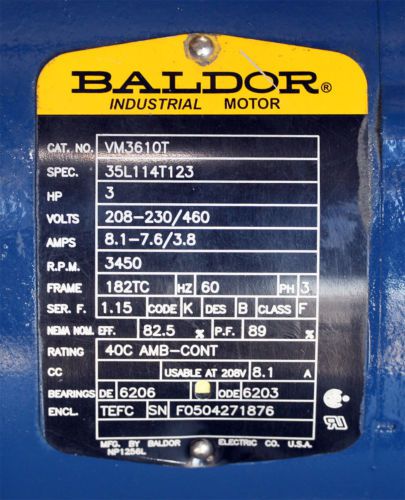 BALDOR®
INDUSTRIAL MOTOR
CAT. NO. VM3610T
SPEC. 35L114T123
HP 3
VOLTS 208-230/460
AMPS 8.1-7.6/3.8
R.P.M. 3450
FRAME 182TC HZ 60 PH 3
SER. F. 1.15 CODE K DES B CLASS F
NEMA NOM. EFF. 82.5 % P.F. 89 %
RATING 40C AMB-CONT
CC USABLE AT 208V 8.1 A
BEARINGS DE 6206 ODE 6203
ENCL. TEFC SN F0504271876
MFG. BY BALDOR ELECTRIC CO. U.S.A.
NP1256L